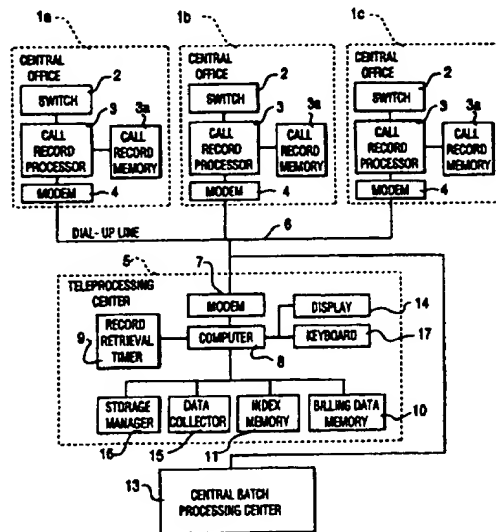 1a
1b
1c
CENTRAL
OFFICE
2
SWITCH
3
3a
CALL
RECORD
PROCESSOR
CALL
RECORD
MEMORY
MODEM
4
CENTRAL
OFFICE
2
SWITCH
3
3a
CALL
RECORD
PROCESSOR
CALL
RECORD
MEMORY
MODEM
4
CENTRAL
OFFICE
2
SWITCH
3
3a
CALL
RECORD
PROCESSOR
CALL
RECORD
MEMORY
MODEM
4
DIAL-UP LINE
6
5
7
TELEPROCESSING
CENTER
MODEM
DISPLAY
14
RECORD
RETRIEVAL
TIMER
9
COMPUTER
8
KEYBOARD
17
STORAGE
MANAGER
16
DATA
COLLECTOR
15
INDEX
MEMORY
11
BILLING DATA
MEMORY
10
13
CENTRAL BATCH
PROCESSING CENTER